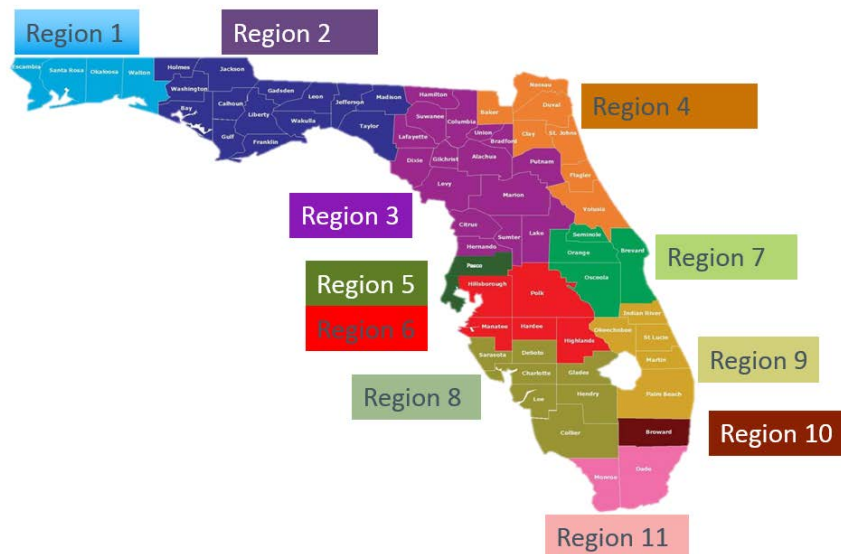 Region 1
Region 2
Escambia
Santa Rosa
Okaloosa
Walton
Holmes
Jackson
Washington
Bay
Calhoun
Gadsden
Leon
Jefferson
Madison
Liberty
Wakulla
Taylor
Gulf
Franklin
Hamilton
Suwanee
Columbia
Baker
Nassau
Duval
Region 4
Lafayette
Union
Bradford
Clay
St. Johns
Dixie
Gilchrist
Alachua
Putnam
Flagler
Levy
Marion
Volusia
Region 3
Citrus
Sumter
Lake
Hernando
Seminole
Orange
Brevard
Region 7
Pasco
Osceola
Region 5
Hillsborough
Polk
Region 6
Indian River
Manatee
Hardee
Highlands
Okeechobee
St Lucie
Sarasota
Desoto
Martin
Region 9
Charlotte
Glades
Region 8
Lee
Hendry
Palm Beach
Collier
Broward
Region 10
Monroe
Dade
Region 11